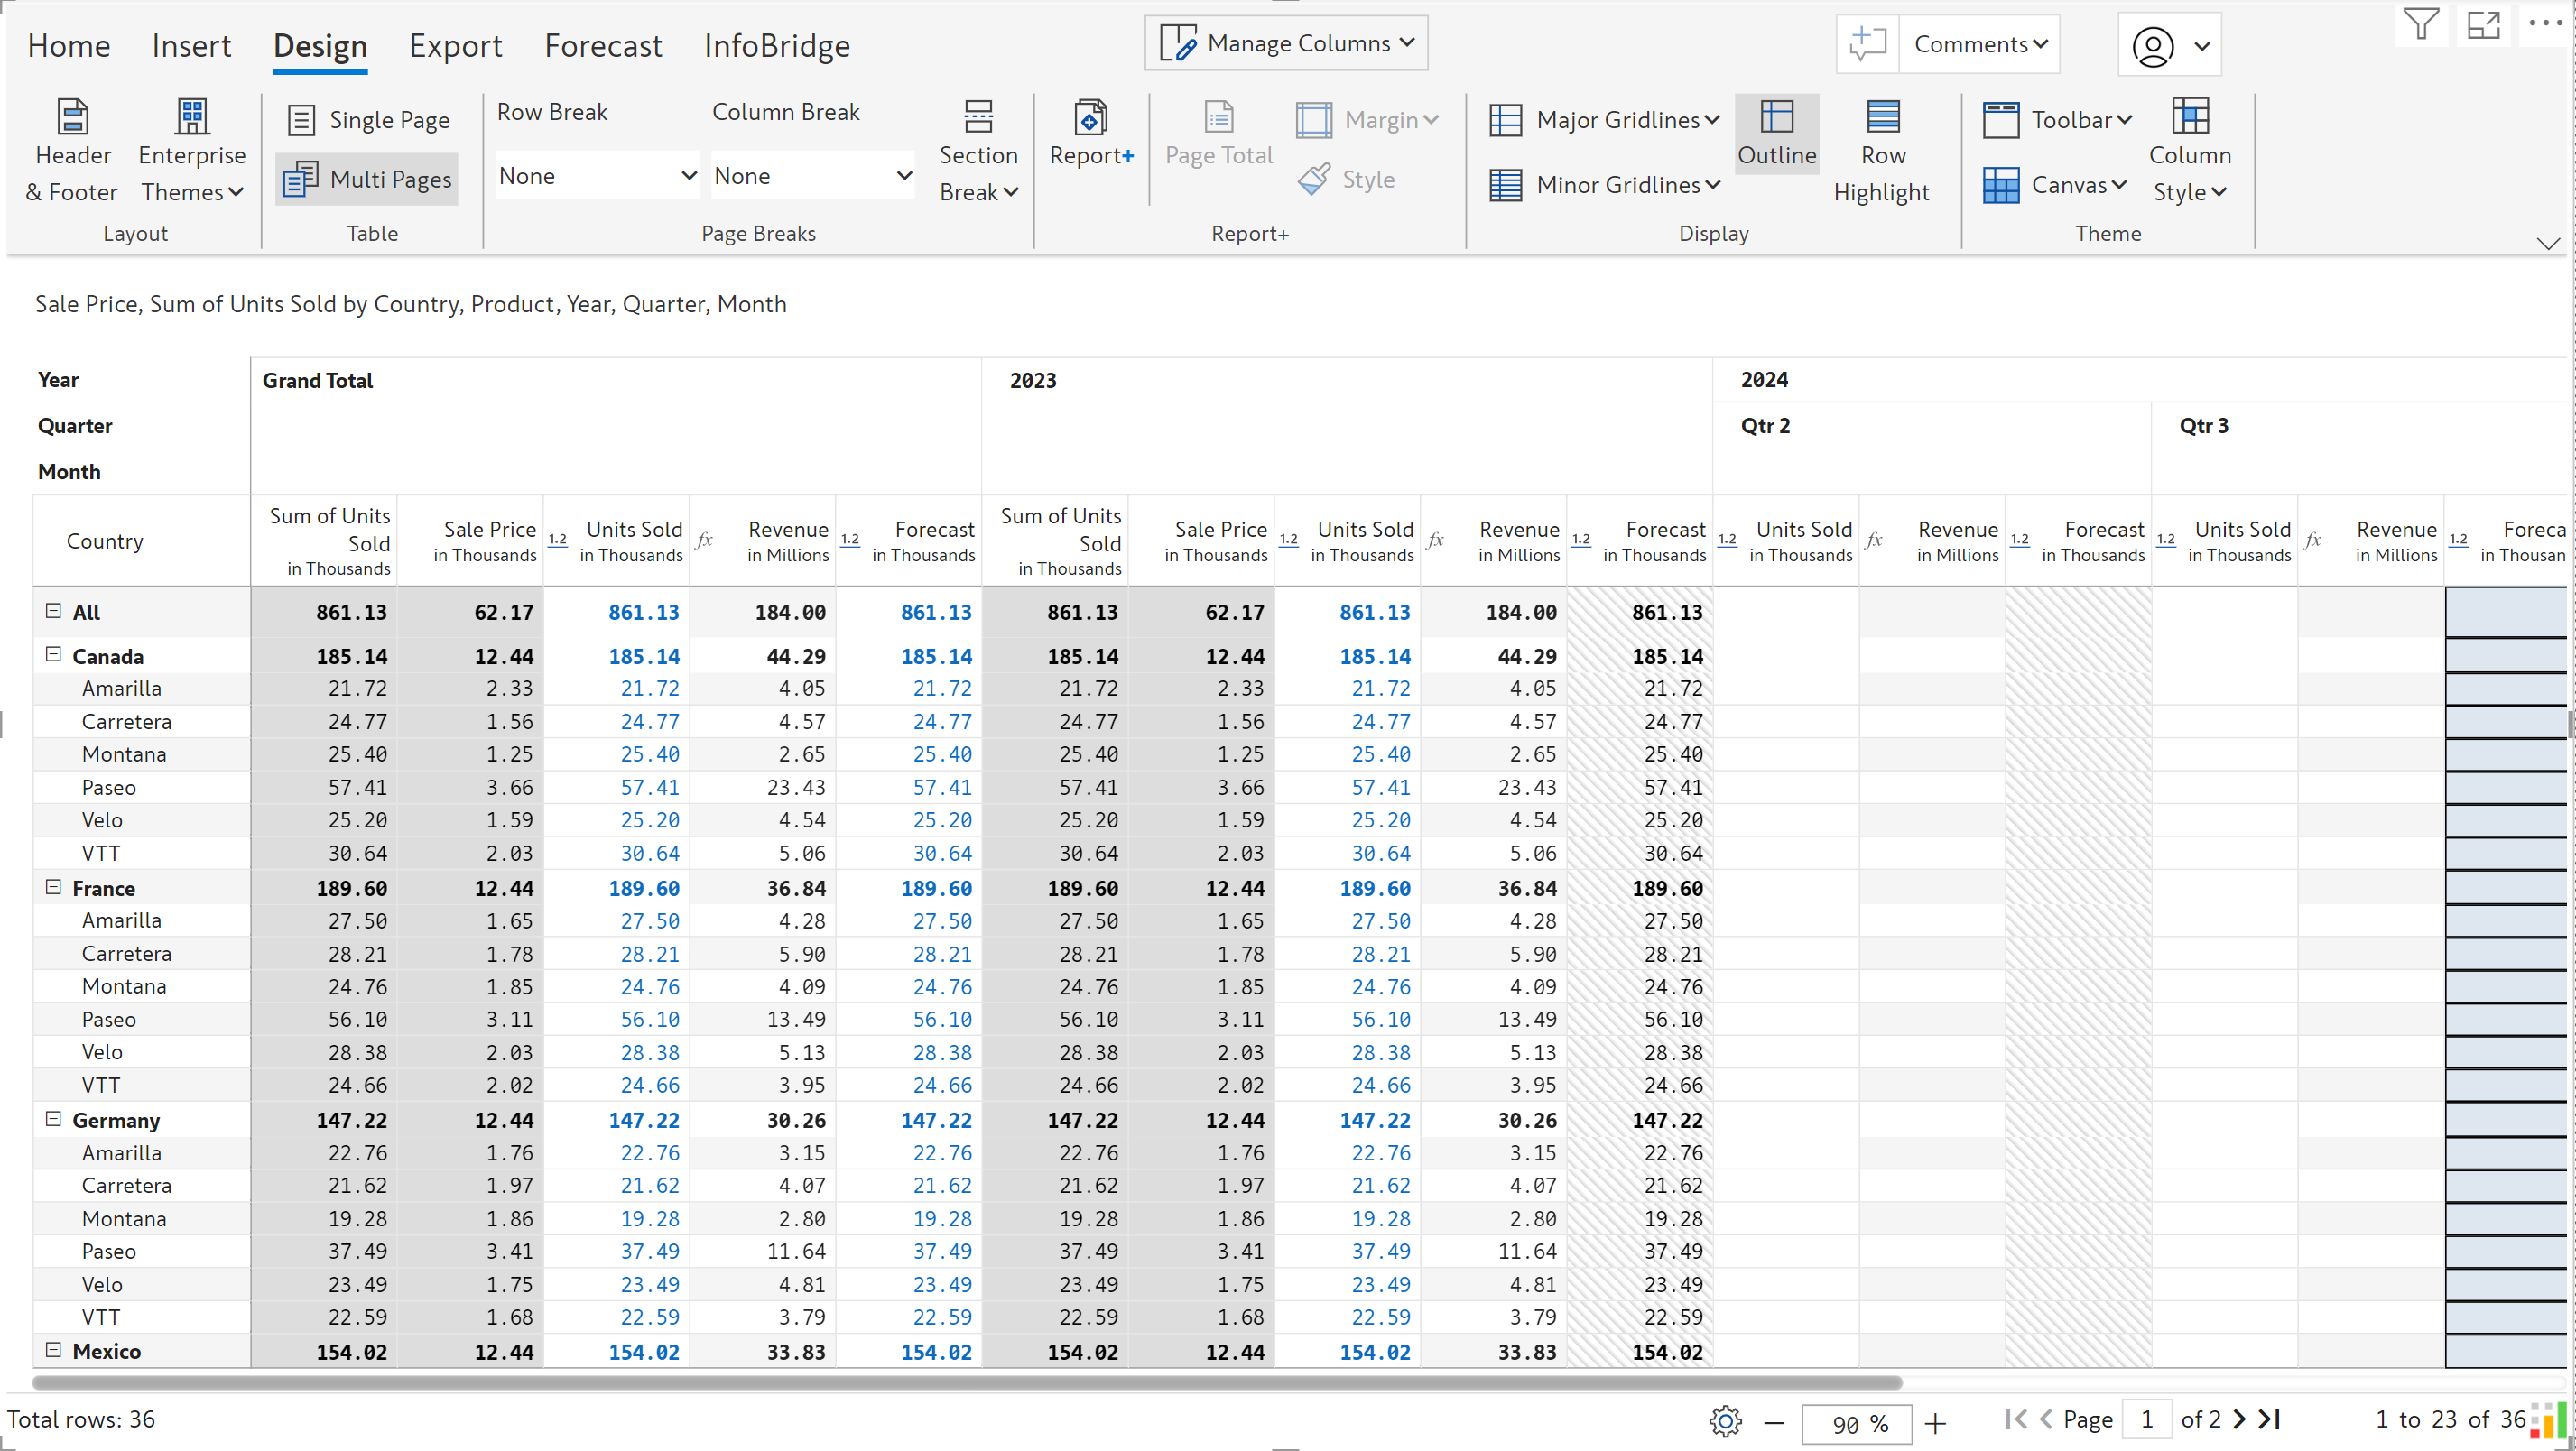 Home Insert Design Export Forecast InfoBridge Manage Columns Comments
Header & Footer Enterprise Themes Layout
Single Page Multi Pages Table
Row Break None Column Break None Section Break Page Breaks
Report+ Page Total Margin Style Report+
Major Gridlines Minor Gridlines Outline Row Highlight Display
Toolbar Canvas Column Style Theme
Sale Price, Sum of Units Sold by Country, Product, Year, Quarter, Month
Year Grand Total 2023 2024
Quarter Qtr 2 Qtr 3
Month
Country Sum of Units Sold in Thousands Sale Price in Thousands 1.2 Units Sold in Thousands fx Revenue in Millions 1.2 Forecast in Thousands Sum of Units Sold in Thousands Sale Price in Thousands 1.2 Units Sold in Thousands fx Revenue in Millions 1.2 Forecast in Thousands 1.2 Units Sold in Thousands fx Revenue in Millions 1.2 Forecast in Thousands 1.2 Units Sold in Thousands fx Revenue in Millions 1.2 Foreca in Thousan
All 861.13 62.17 861.13 184.00 861.13 861.13 62.17 861.13 184.00 861.13
Canada 185.14 12.44 185.14 44.29 185.14 185.14 12.44 185.14 44.29 185.14
Amarilla 21.72 2.33 21.72 4.05 21.72 21.72 2.33 21.72 4.05 21.72
Carretera 24.77 1.56 24.77 4.57 24.77 24.77 1.56 24.77 4.57 24.77
Montana 25.40 1.25 25.40 2.65 25.40 25.40 1.25 25.40 2.65 25.40
Paseo 57.41 3.66 57.41 23.43 57.41 57.41 3.66 57.41 23.43 57.41
Velo 25.20 1.59 25.20 4.54 25.20 25.20 1.59 25.20 4.54 25.20
VTT 30.64 2.03 30.64 5.06 30.64 30.64 2.03 30.64 5.06 30.64
France 189.60 12.44 189.60 36.84 189.60 189.60 12.44 189.60 36.84 189.60
Amarilla 27.50 1.65 27.50 4.28 27.50 27.50 1.65 27.50 4.28 27.50
Carretera 28.21 1.78 28.21 5.90 28.21 28.21 1.78 28.21 5.90 28.21
Montana 24.76 1.85 24.76 4.09 24.76 24.76 1.85 24.76 4.09 24.76
Paseo 56.10 3.11 56.10 13.49 56.10 56.10 3.11 56.10 13.49 56.10
Velo 28.38 2.03 28.38 5.13 28.38 28.38 2.03 28.38 5.13 28.38
VTT 24.66 2.02 24.66 3.95 24.66 24.66 2.02 24.66 3.95 24.66
Germany 147.22 12.44 147.22 30.26 147.22 147.22 12.44 147.22 30.26 147.22
Amarilla 22.76 1.76 22.76 3.15 22.76 22.76 1.76 22.76 3.15 22.76
Carretera 21.62 1.97 21.62 4.07 21.62 21.62 1.97 21.62 4.07 21.62
Montana 19.28 1.86 19.28 2.80 19.28 19.28 1.86 19.28 2.80 19.28
Paseo 37.49 3.41 37.49 11.64 37.49 37.49 3.41 37.49 11.64 37.49
Velo 23.49 1.75 23.49 4.81 23.49 23.49 1.75 23.49 4.81 23.49
VTT 22.59 1.68 22.59 3.79 22.59 22.59 1.68 22.59 3.79 22.59
Mexico 154.02 12.44 154.02 33.83 154.02 154.02 12.44 154.02 33.83 154.02
Total rows: 36 90 % Page 1 of 2 1 to 23 of 36